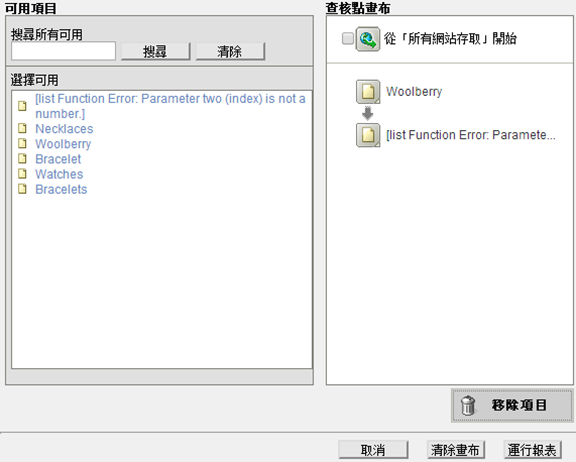 可用項目
搜尋所有可用
搜尋
清除
選擇可用
[list Function Error: Parameter two (index) is not a
number.]
Necklaces
Woolberry
Bracelet
Watches
Bracelets
查核點畫布
從「所有網站存取」開始
Woolberry
[list Function Error: Paramete...
移除項目
取消
清除畫布
運行報表